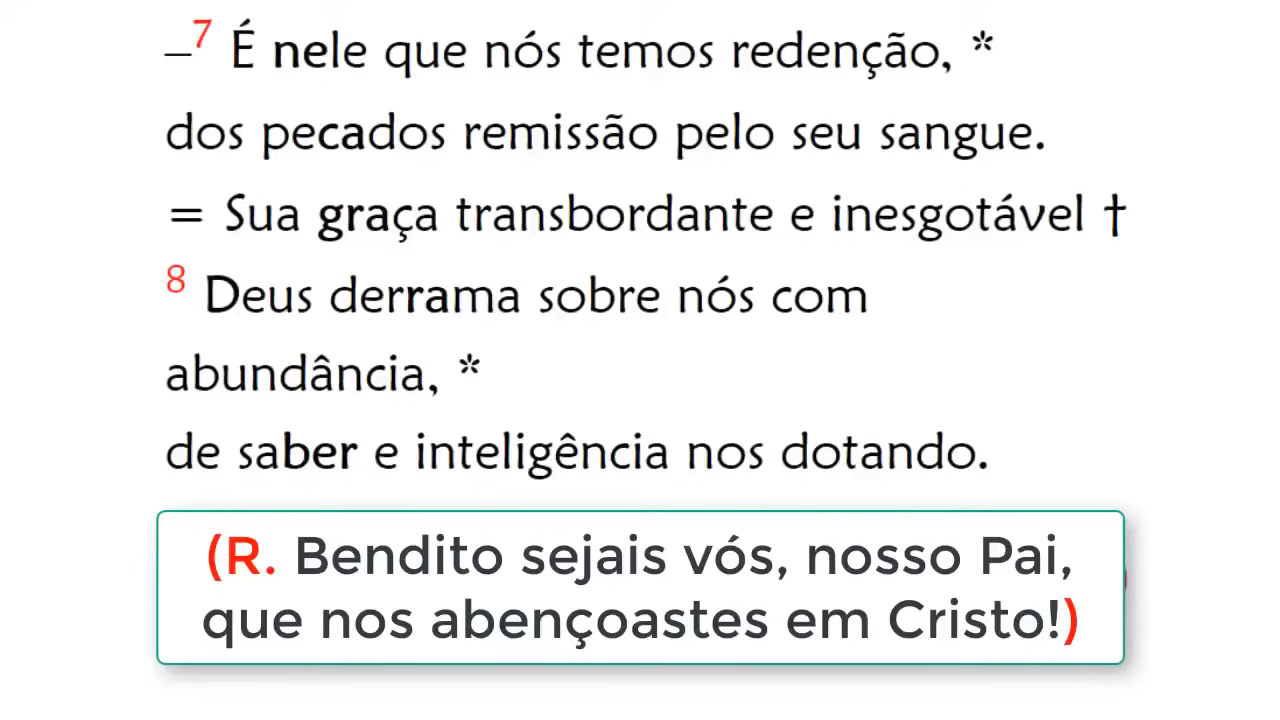 –7 É nele que nós temos redenção, *
dos pecados remissão pelo seu sangue.
= Sua graça transbordante e inesgotável †
8 Deus derrama sobre nós com
abundância, *
de saber e inteligência nos dotando.
(R. Bendito sejais vós, nosso Pai,
que nos abençoastes em Cristo!)